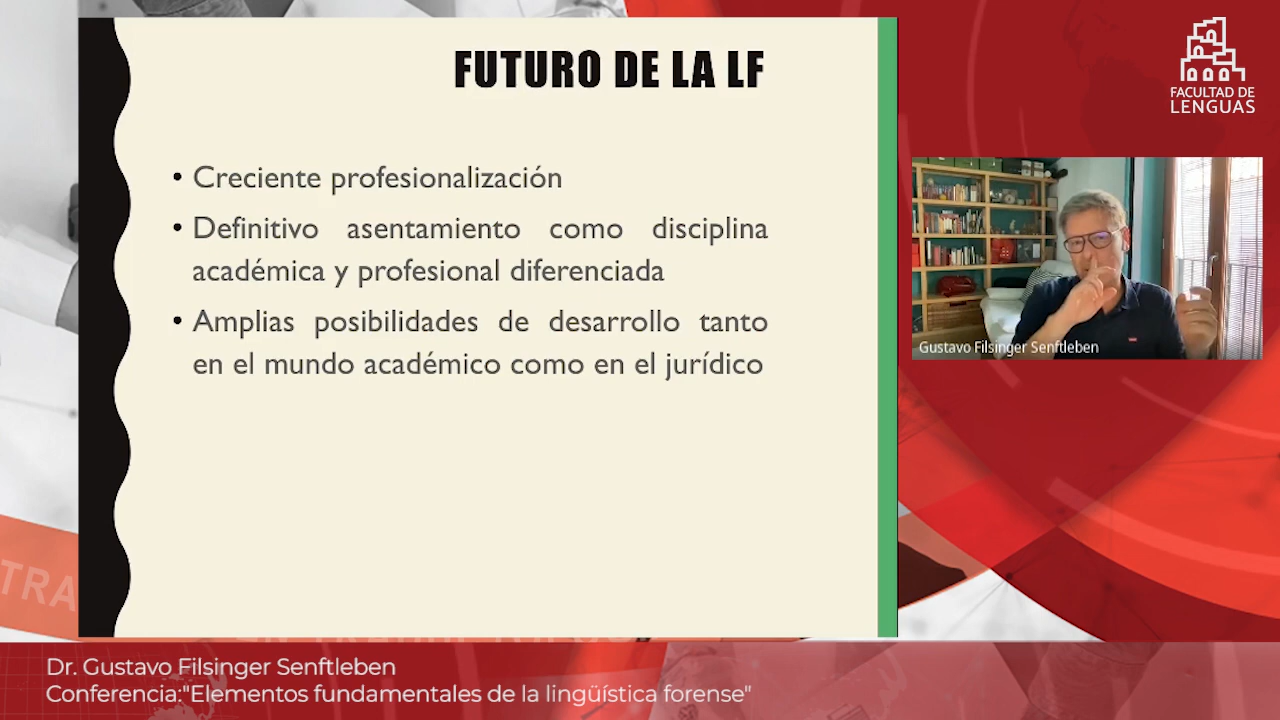 FUTURO DE LA LF
• Creciente profesionalización
• Definitivo asentamiento como disciplina
académica y profesional diferenciada
• Amplias posibilidades de desarrollo tanto
en el mundo académico como en el jurídico
FACULTAD DE
LENGUAS
Gustavo Filsinger Senftleben
TRA
Dr. Gustavo Filsinger Senftleben
Conferencia:"Elementos fundamentales de la lingüística forense"